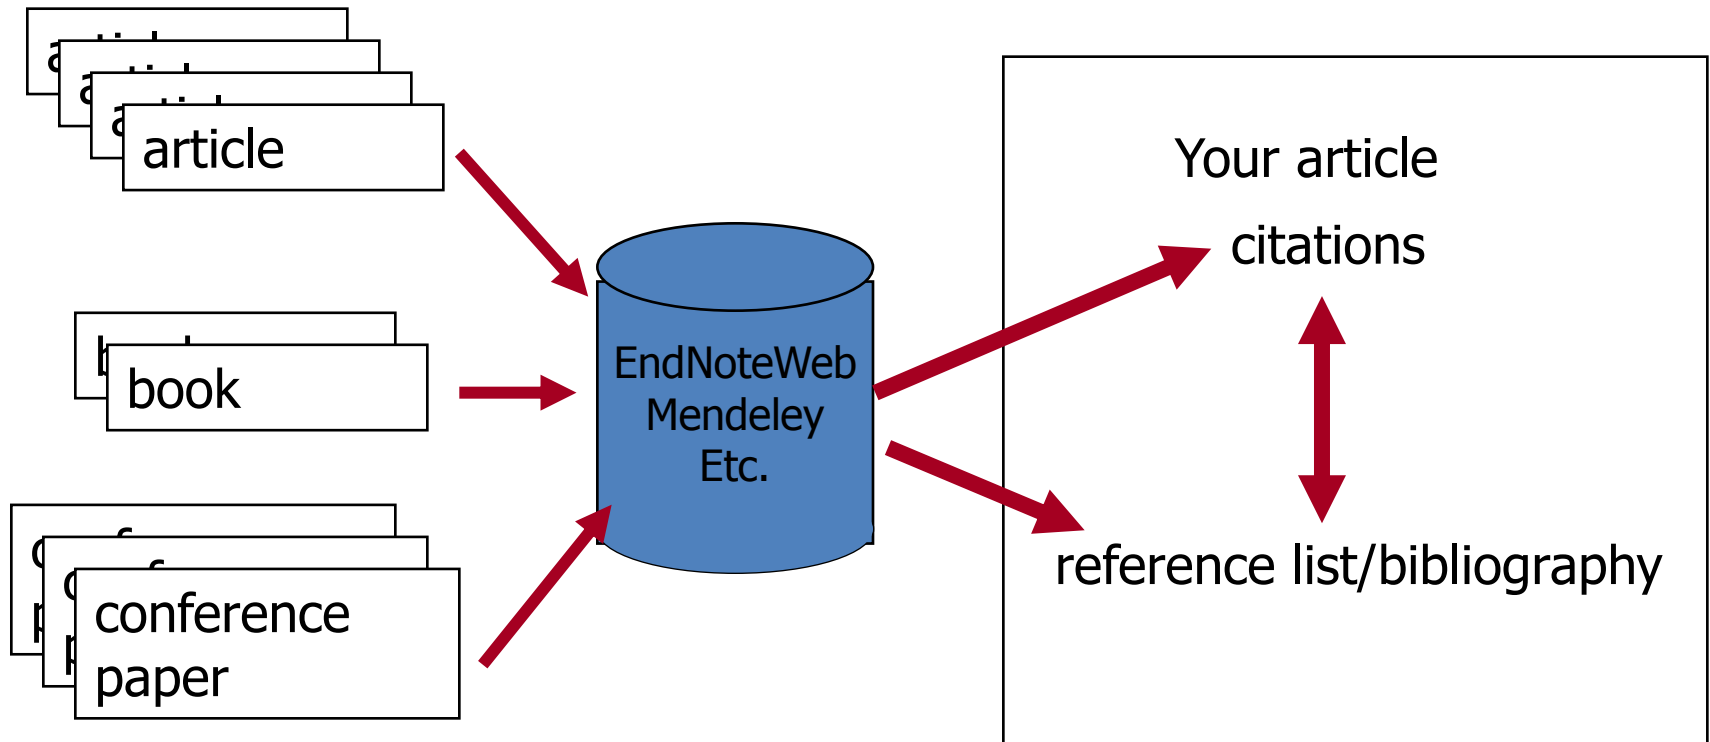 article
book
conference
paper
EndNoteWeb
Mendeley
Etc.
Your article
citations
reference list/bibliography